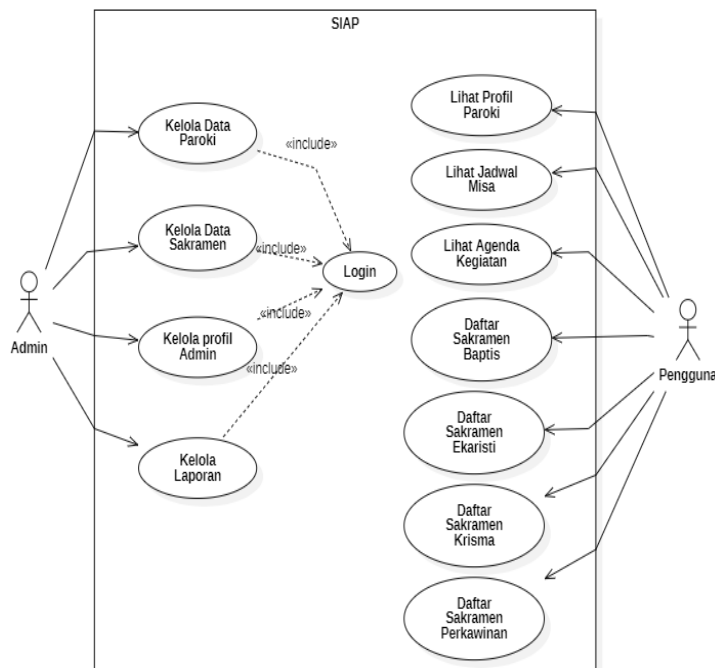 SIAP
Kelola Data
Paroki
«include»
Kelola Data
Sakramen
«include»
Login
Kelola profil
Admin
«include»
«include»
Kelola
Laporan
Admin
Lihat Profil
Paroki
Lihat Jadwal
Misa
Lihat Agenda
Kegiatan
Daftar
Sakramen
Baptis
Daftar
Sakramen
Ekaristi
Daftar
Sakramen
Krisma
Daftar
Sakramen
Perkawinan
Pengguna